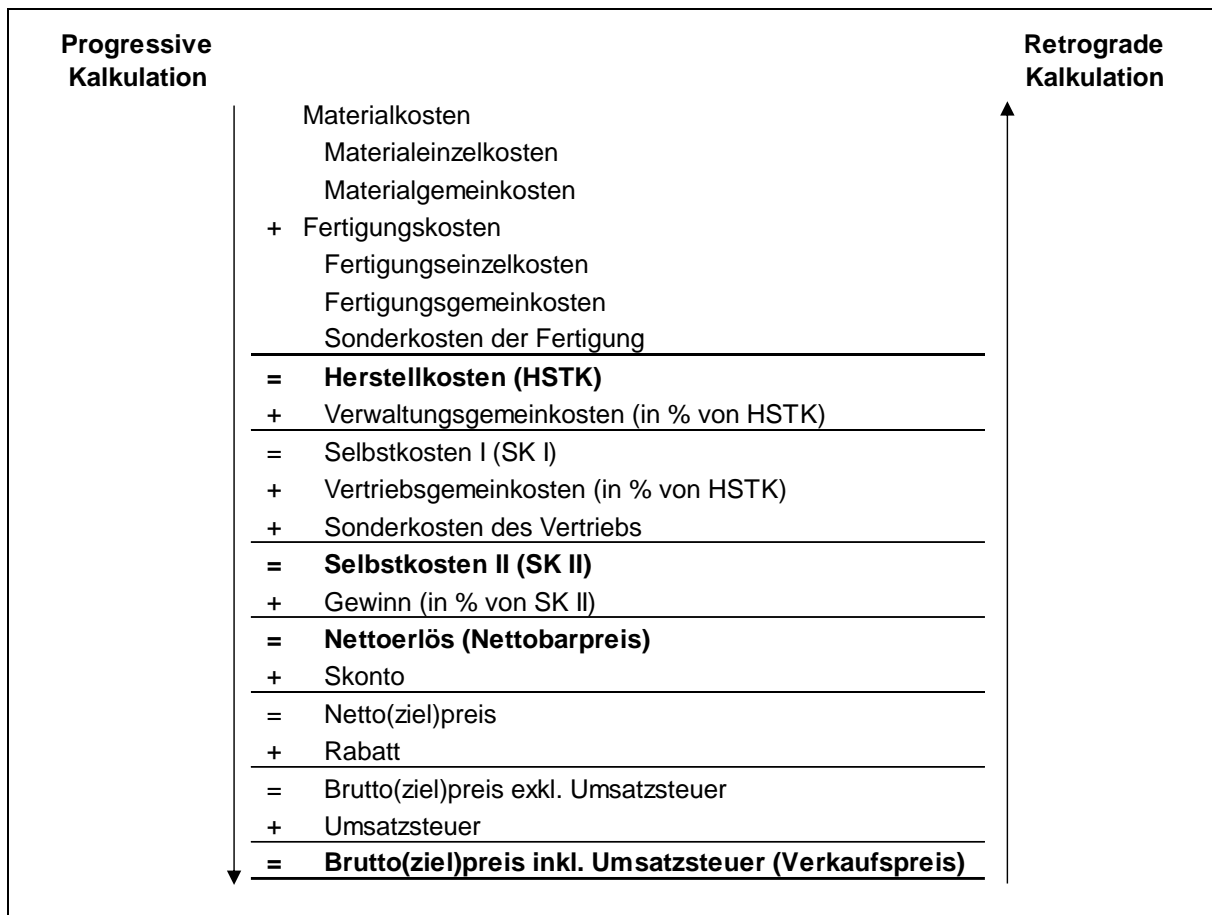 Progressive
Kalkulation
Retrograde
Kalkulation
Materialkosten
Materialeinzelkosten
Materialgemeinkosten
+ Fertigungskosten
Fertigungseinzelkosten
Fertigungsgemeinkosten
Sonderkosten der Fertigung
= Herstellkosten (HSTK)
+ Verwaltungsgemeinkosten (in % von HSTK)
= Selbstkosten I (SK I)
+ Vertriebsgemeinkosten (in % von HSTK)
+ Sonderkosten des Vertriebs
= Selbstkosten II (SK II)
+ Gewinn (in % von SK II)
= Nettoerlös (Nettobarpreis)
+ Skonto
= Netto(ziel)preis
+ Rabatt
= Brutto(ziel)preis exkl. Umsatzsteuer
+ Umsatzsteuer
= Brutto(ziel)preis inkl. Umsatzsteuer (Verkaufspreis)